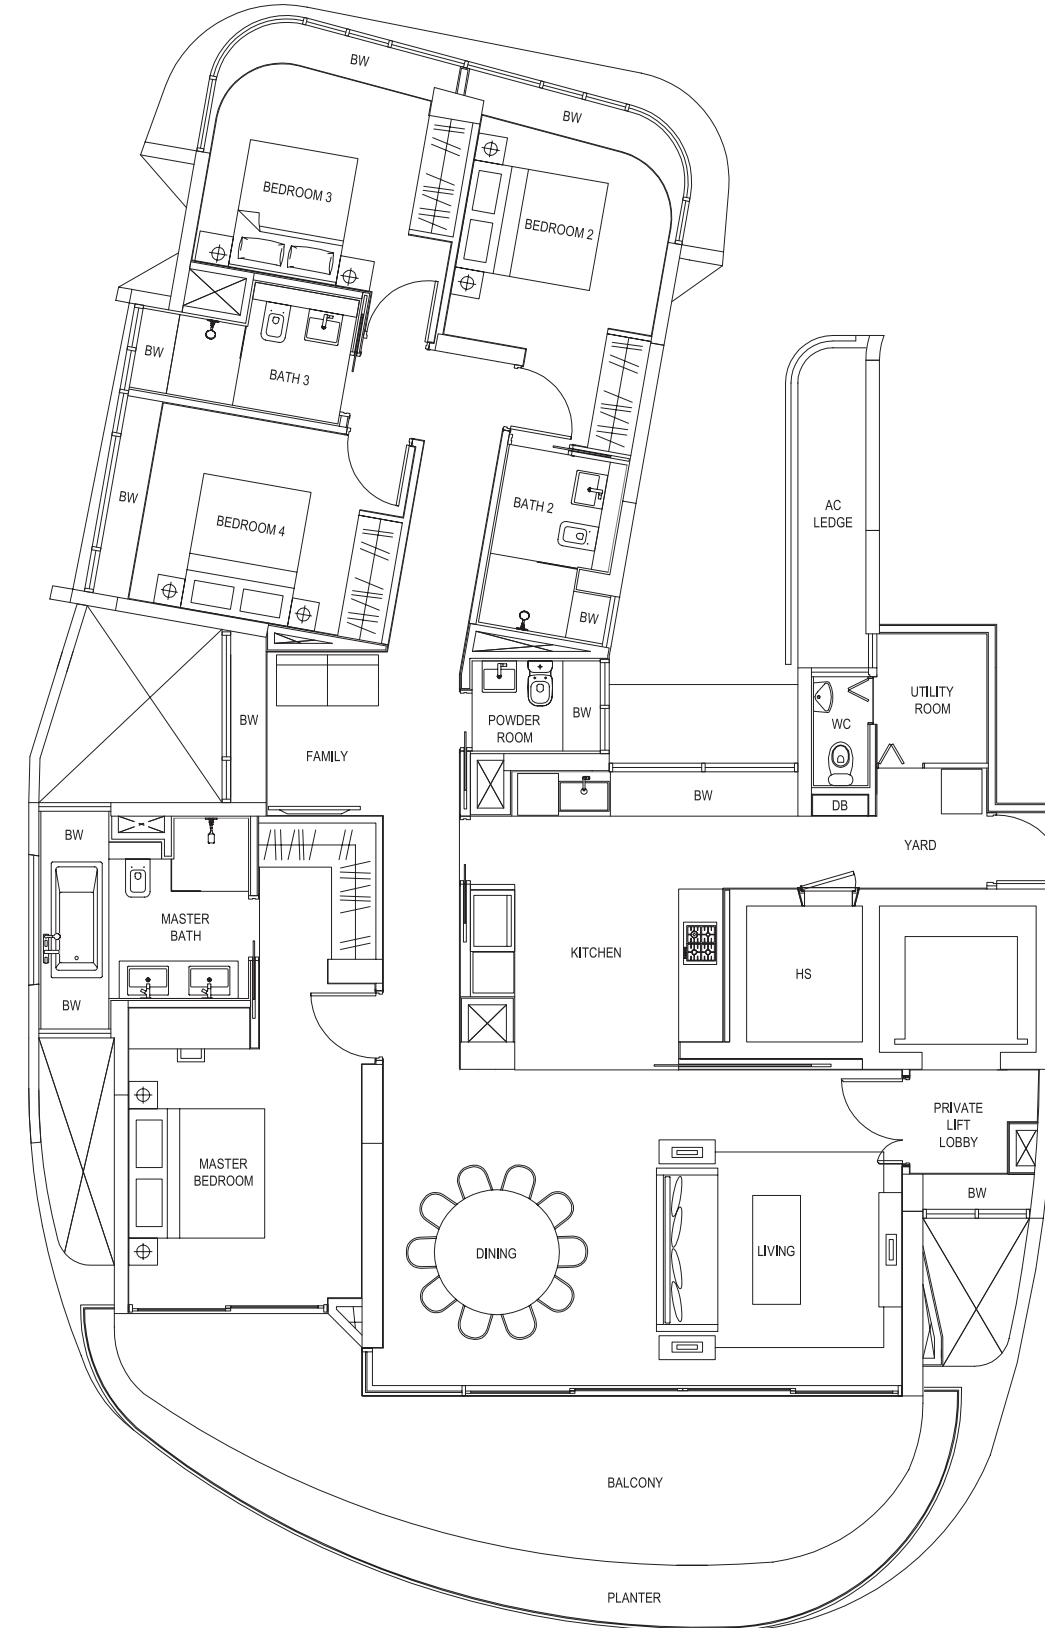 BW
BW
BEDROOM 3
BEDROOM 2
BW
BATH 3
BW
BEDROOM 4
BATH 2
AC
LEDGE
BW
UTILITY
ROOM
POWDER
ROOM
BW
BW
WC
FAMILY
BW
DB
BW
YARD
MASTER
BATH
KITCHEN
HS
BW
PRIVATE
LIFT
LOBBY
MASTER
BEDROOM
BW
DINING
LIVING
BALCONY
PLANTER